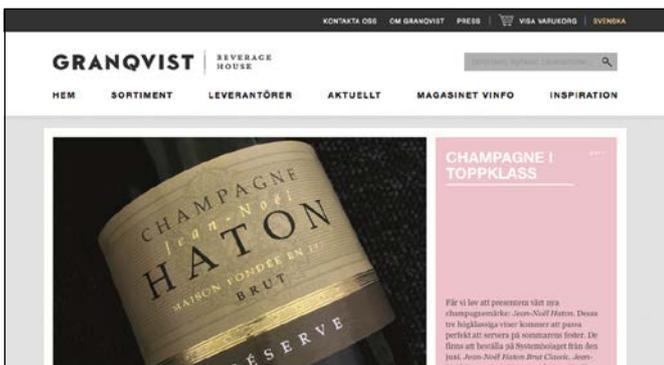 KONTAKTA OSS OM GRANQVIST PRESS VISA VARUKORG SVENSKA
GRANQVIST BEVERAGE
HOUSE
HEM SORTIMENT LEVERANTÖRER AKTUELLT MAGASINET VINFO INSPIRATION
CHAMPAGNE
Jean-Noël
HATON
MAISON FONDÉE EN
BRUT
RÉSERVE
CHAMPAGNE I
TOPPKLASS
Får vi lov att presentera vårt nya
champagnemärke: Jean-Noël Haton. Dessa
tre högklassiga viner kommer att passa
perfekt att servera på sommarens fester. De
finns att beställa på Systembolaget från den
juni. Jean-Noël Haton Brut Classic, Jean-